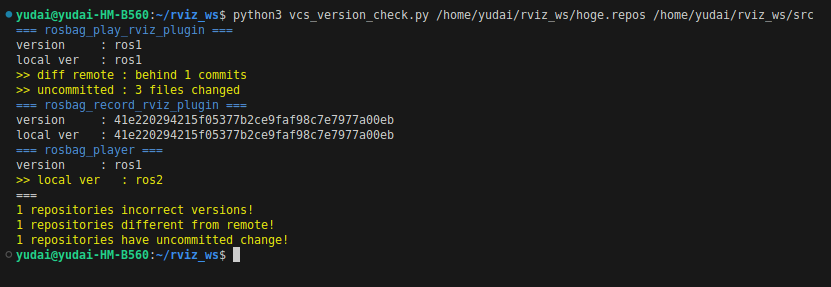 yudai@yudai-HM-B560:~/rviz_ws$ python3 vcs_version_check.py /home/yudai/rviz_ws/hoge.repos /home/yudai/rviz_ws/src
=== rosbag_play_rviz_plugin ===
version     : ros1
local ver   : ros1
>> diff remote : behind 1 commits
>> uncommitted : 3 files changed
=== rosbag_record_rviz_plugin ===
version     : 41e220294215f05377b2ce9faf98c7e7977a00eb
local ver   : 41e220294215f05377b2ce9faf98c7e7977a00eb
=== rosbag_player ===
version     : ros1
>> local ver   : ros2
===
1 repositories incorrect versions!
1 repositories different from remote!
1 repositories have uncommitted change!
yudai@yudai-HM-B560:~/rviz_ws$